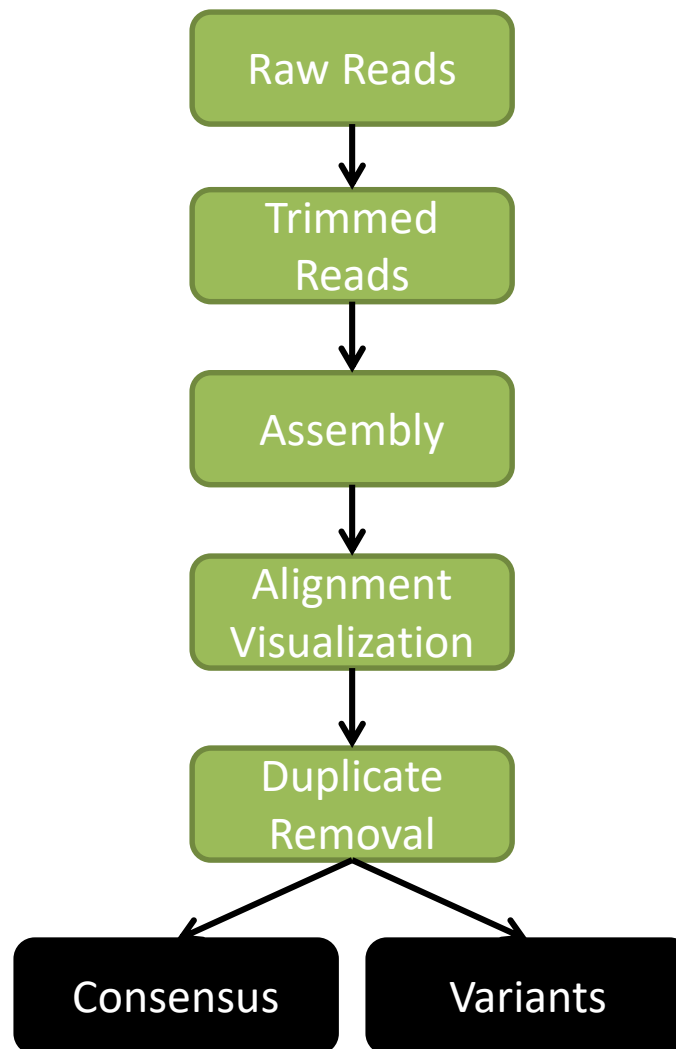 Raw Reads
Trimmed
Reads
Assembly
Alignment
Visualization
Duplicate
Removal
Consensus
Variants